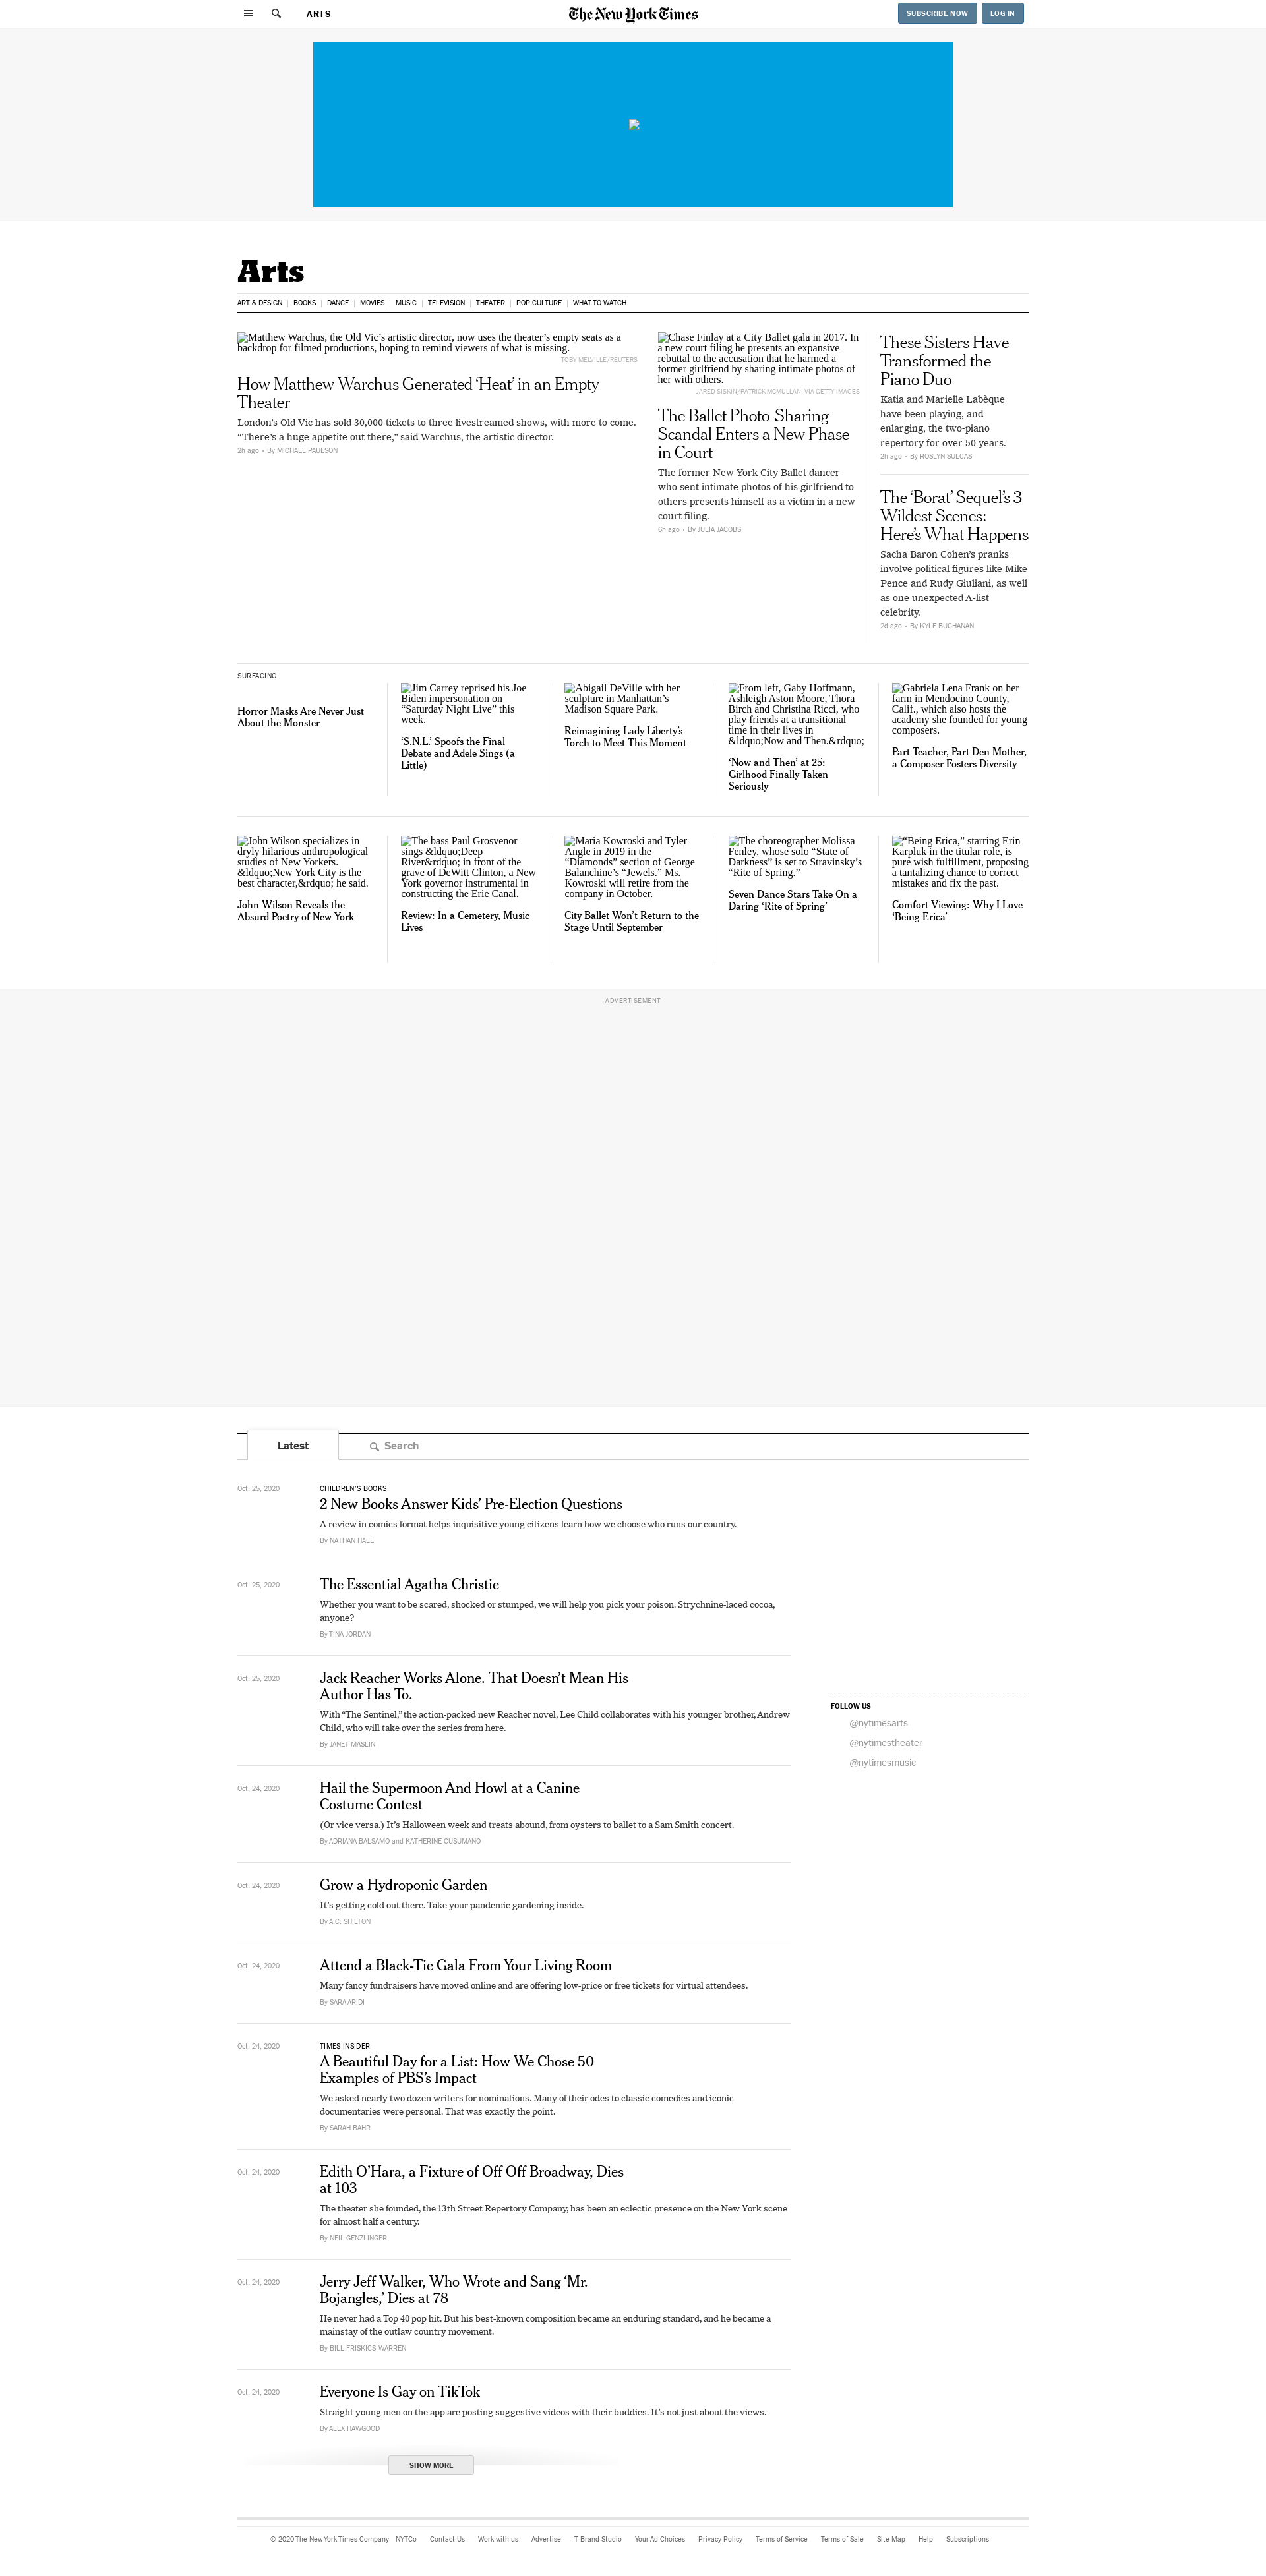 ARTS
The New York Times
SUBSCRIBE NOW
LOG IN
Arts
ART & DESIGN
BOOKS
DANCE
MOVIES
MUSIC
TELEVISION
THEATER
POP CULTURE
WHAT TO WATCH
Matthew Warchus, the Old Vic’s artistic director, now uses the theater’s empty seats as a
backdrop for filmed productions, hoping to remind viewers of what is missing.
TOBY MELVILLE/REUTERS
How Matthew Warchus Generated ‘Heat’ in an Empty
Theater
London’s Old Vic has sold 30,000 tickets to three livestreamed shows, with more to come.
“There’s a huge appetite out there,” said Warchus, the artistic director.
2h ago - By MICHAEL PAULSON
Chase Finlay at a City Ballet gala in 2017. In
a new court filing he presents an expansive
rebuttal to the accusation that he harmed a
former girlfriend by sharing intimate photos of
her with others.
JARED SISKIN/PATRICK MCMULLAN, VIA GETTY IMAGES
The Ballet Photo-Sharing
Scandal Enters a New Phase
in Court
The former New York City Ballet dancer
who sent intimate photos of his girlfriend to
others presents himself as a victim in a new
court filing.
6h ago - By JULIA JACOBS
These Sisters Have
Transformed the
Piano Duo
Katia and Marielle Labèque
have been playing, and
enlarging, the two-piano
repertory for over 50 years.
2h ago - By ROSLYN SULCAS
The ‘Borat’ Sequel’s 3
Wildest Scenes:
Here’s What Happens
Sacha Baron Cohen’s pranks
involve political figures like Mike
Pence and Rudy Giuliani, as well
as one unexpected A-list
celebrity.
2d ago - By KYLE BUCHANAN
SURFACING
Horror Masks Are Never Just
About the Monster
Jim Carrey reprised his Joe
Biden impersonation on
“Saturday Night Live” this
week.
‘S.N.L.’ Spoofs the Final
Debate and Adele Sings (a
Little)
Abigail DeVille with her
sculpture in Manhattan’s
Madison Square Park.
Reimagining Lady Liberty’s
Torch to Meet This Moment
From left, Gaby Hoffmann,
Ashleigh Aston Moore, Thora
Birch and Christina Ricci, who
play friends at a transitional
time in their lives in
&ldquo;Now and Then.&rdquo;
‘Now and Then’ at 25:
Girlhood Finally Taken
Seriously
Gabriela Lena Frank on her
farm in Mendocino County,
Calif., which also hosts the
academy she founded for young
composers.
Part Teacher, Part Den Mother,
a Composer Fosters Diversity
John Wilson specializes in
dryly hilarious anthropological
studies of New Yorkers.
&ldquo;New York City is the
best character,&rdquo; he said.
John Wilson Reveals the
Absurd Poetry of New York
The bass Paul Grosvenor
sings &ldquo;Deep
River&rdquo; in front of the
grave of DeWitt Clinton, a New
York governor instrumental in
constructing the Erie Canal.
Review: In a Cemetery, Music
Lives
Maria Kowroski and Tyler
Angle in 2019 in the
“Diamonds” section of George
Balanchine’s “Jewels.” Ms.
Kowroski will retire from the
company in October.
City Ballet Won’t Return to the
Stage Until September
The choreographer Molissa
Fenley, whose solo “State of
Darkness” is set to Stravinsky’s
“Rite of Spring.”
Seven Dance Stars Take On a
Daring ‘Rite of Spring’
“Being Erica,” starring Erin
Karpluk in the title role, is
pure wish fulfillment, proposing
a tantalizing chance to correct
mistakes and fix the past.
Comfort Viewing: Why I Love
‘Being Erica’
ADVERTISEMENT
Latest
Search
Oct. 25, 2020
CHILDREN’S BOOKS
2 New Books Answer Kids’ Pre-Election Questions
A review in comics format helps inquisitive young citizens learn how we choose who runs our country.
By NATHAN HALE
Oct. 25, 2020
The Essential Agatha Christie
Whether you want to be scared, shocked or stumped, we will help you pick your poison. Strychnine-laced cocoa,
anyone?
By TINA JORDAN
Oct. 25, 2020
Jack Reacher Works Alone. That Doesn’t Mean His
Author Has To.
With “The Sentinel,” the action-packed new Reacher novel, Lee Child collaborates with his younger brother, Andrew
Child, who will take over the series from here.
By JANET MASLIN
FOLLOW US
@nytimesarts
@nytimestheater
@nytimesmusic
Oct. 24, 2020
Hail the Supermoon And Howl at a Canine
Costume Contest
(Or vice versa.) It’s Halloween week and treats abound, from oysters to ballet to a Sam Smith concert.
By ADRIANA BALSAMO and KATHERINE CUSUMANO
Oct. 24, 2020
Grow a Hydroponic Garden
It’s getting cold out there. Take your pandemic gardening inside.
By A.C. SHILTON
Oct. 24, 2020
Attend a Black-Tie Gala From Your Living Room
Many fancy fundraisers have moved online and are offering low-price or free tickets for virtual attendees.
By SARA ARIDI
Oct. 24, 2020
TIMES INSIDER
A Beautiful Day for a List: How We Chose 50
Examples of PBS’s Impact
We asked nearly two dozen writers for nominations. Many of their odes to classic comedies and iconic
documentaries were personal. That was exactly the point.
By SARAH BAHR
Oct. 24, 2020
Edith O’Hara, a Fixture of Off Off Broadway, Dies
at 103
The theater she founded, the 13th Street Repertory Company, has been an eclectic presence on the New York scene
for almost half a century.
By NEIL GENZLINGER
Oct. 24, 2020
Jerry Jeff Walker, Who Wrote and Sang ‘Mr.
Bojangles,’ Dies at 78
He never had a Top 40 pop hit. But his best-known composition became an enduring standard, and he became a
mainstay of the outlaw country movement.
By BILL FRISKICS-WARREN
Oct. 24, 2020
Everyone Is Gay on TikTok
Straight young men on the app are posting suggestive videos with their buddies. It’s not just about the views.
By ALEX HAWGOOD
SHOW MORE
© 2020 The New York Times Company
NYTCo
Contact Us
Work with us
Advertise
T Brand Studio
Your Ad Choices
Privacy Policy
Terms of Service
Terms of Sale
Site Map
Help
Subscriptions